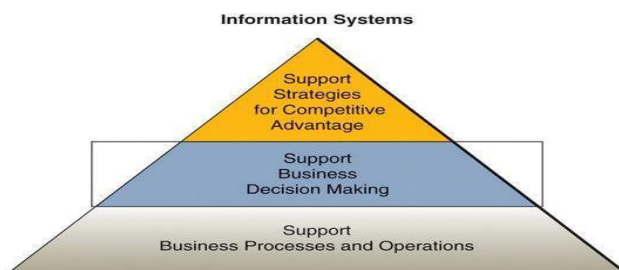 Information Systems
Support
Strategies
for Competitive
Advantage
Support
Business
Decision Making
Support
Business Processes and Operations